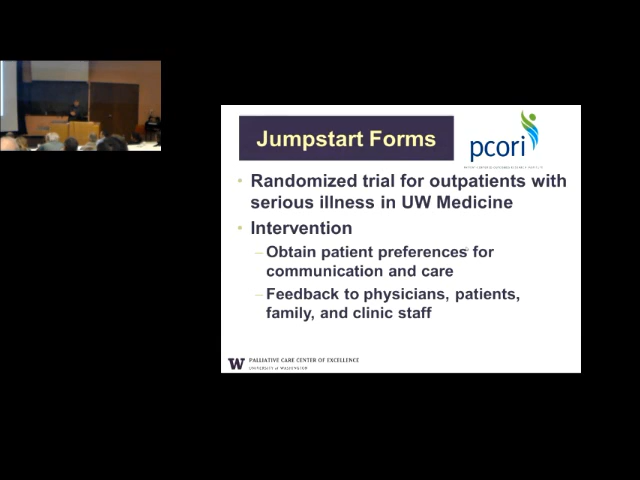 Jumpstart Forms
pcori
• Randomized trial for outpatients with
serious illness in UW Medicine
• Intervention
– Obtain patient preferences for
communication and care
– Feedback to physicians, patients,
family, and clinic staff
W PALLIATIVE CARE CENTER OF EXCELLENCE
UNIVERSITY of WASHINGTON